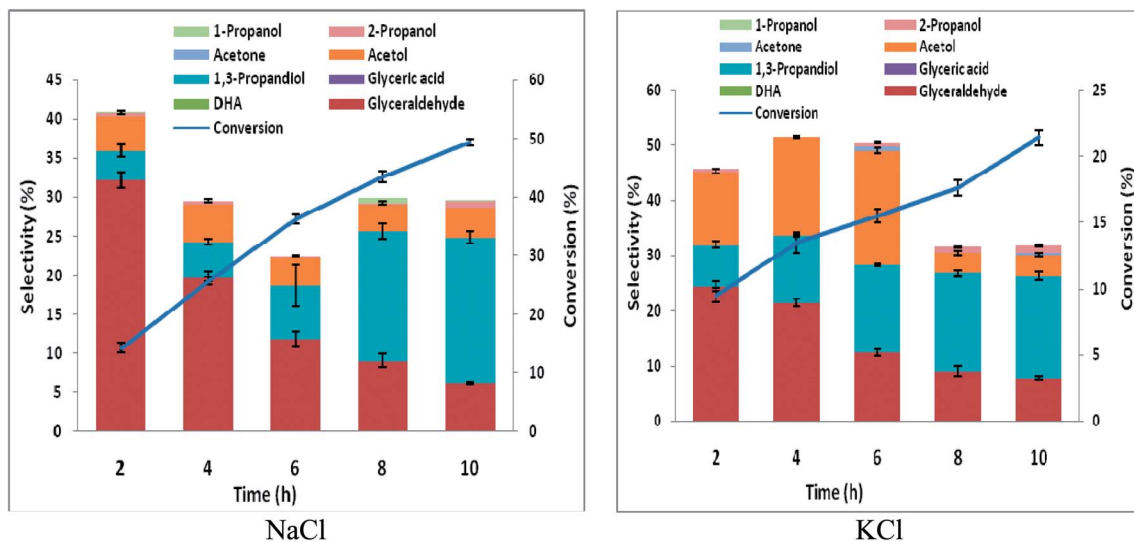 1-Propanol 2-Propanol
Acetone Acetol
1,3-Propandiol Glyceric acid
DHA Glyceraldehyde
Conversion
45
40
35
30
25
20
15
10
5
0
Selectivity (%)
60
50
40
30
20
10
0
Conversion (%)
2 4 6 8 10
Time (h)
NaCl
1-Propanol 2-Propanol
Acetone Acetol
1,3-Propandiol Glyceric acid
DHA Glyceraldehyde
Conversion
60
50
40
30
20
10
0
Selectivity (%)
25
20
15
10
5
0
Conversion (%)
2 4 6 8 10
Time (h)
KCl